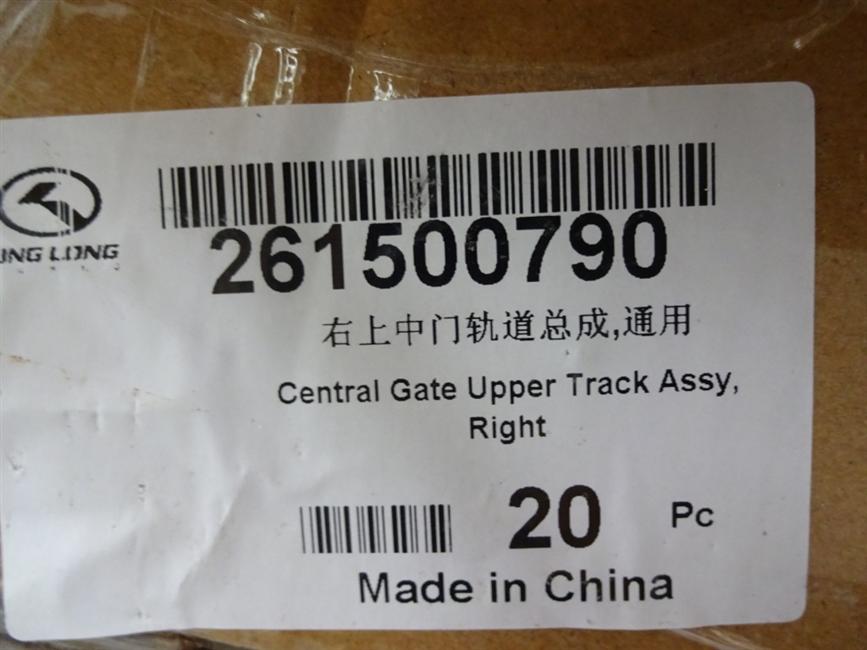 LONG
261500790
右上中门轨道总成,通用
Central Gate Upper Track Assy,
Right
20 Pc
Made in China